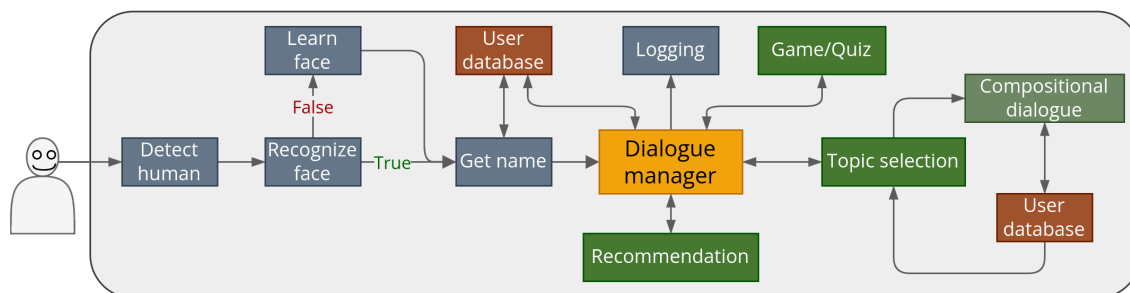 Learn
face
User
database
Logging
Game/Quiz
Compositional
dialogue
False
Detect
human
Recognize
face
True
Get name
Dialogue
manager
Topic selection
User
database
Recommendation